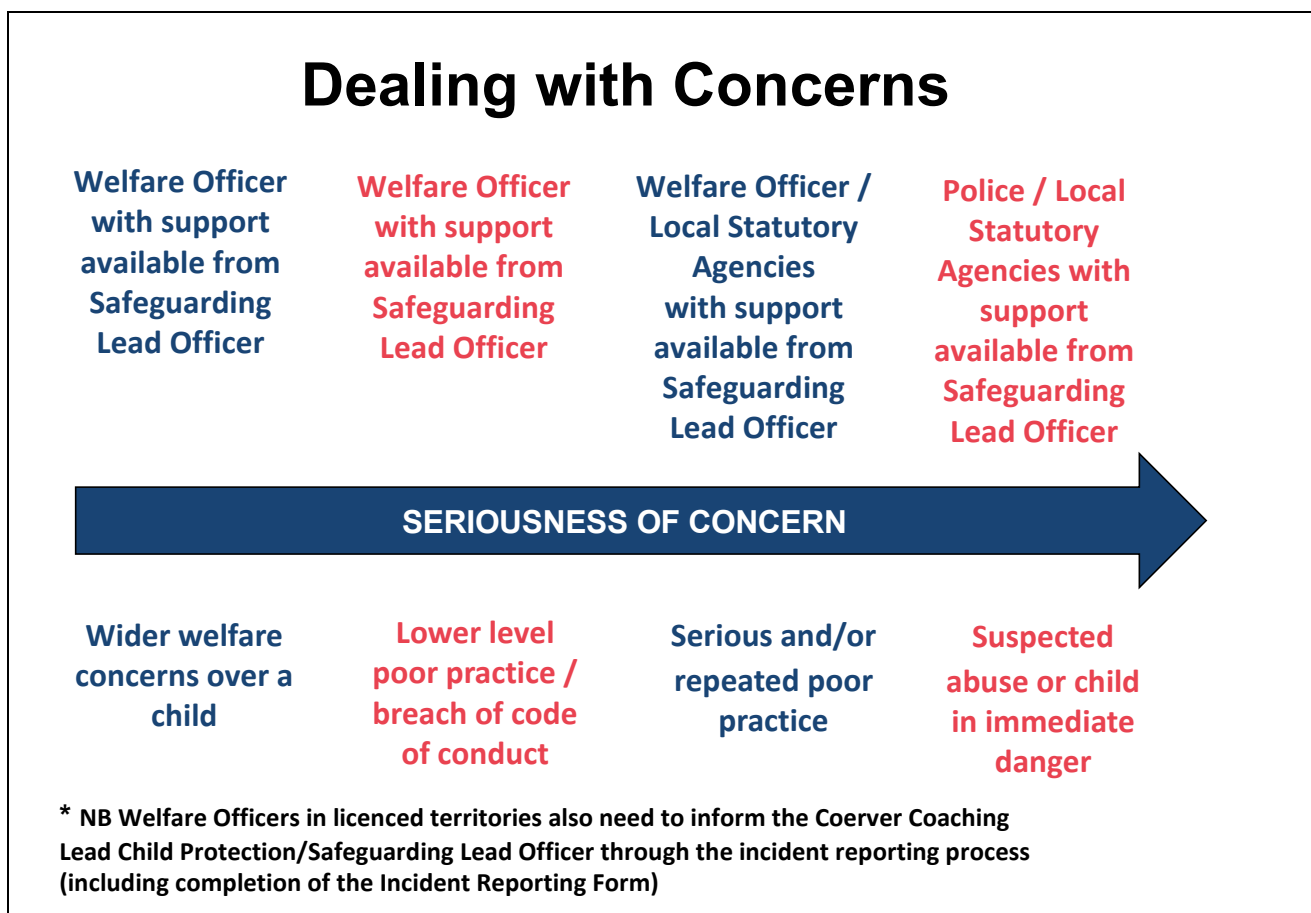 Dealing with Concerns
Welfare Officer
with support
available from
Safeguarding
Lead Officer
Welfare Officer
with support
available from
Safeguarding
Lead Officer
Welfare Officer /
Local Statutory
Agencies
with support
available from
Safeguarding
Lead Officer
Police / Local
Statutory
Agencies with
support
available from
Safeguarding
Lead Officer
SERIOUSNESS OF CONCERN
Wider welfare
concerns over a
child
Lower level
poor practice /
breach of code
of conduct
Serious and/or
repeated poor
practice
Suspected
abuse or child
in immediate
danger
* NB Welfare Officers in licenced territories also need to inform the Coerver Coaching
Lead Child Protection/Safeguarding Lead Officer through the incident reporting process
(including completion of the Incident Reporting Form)